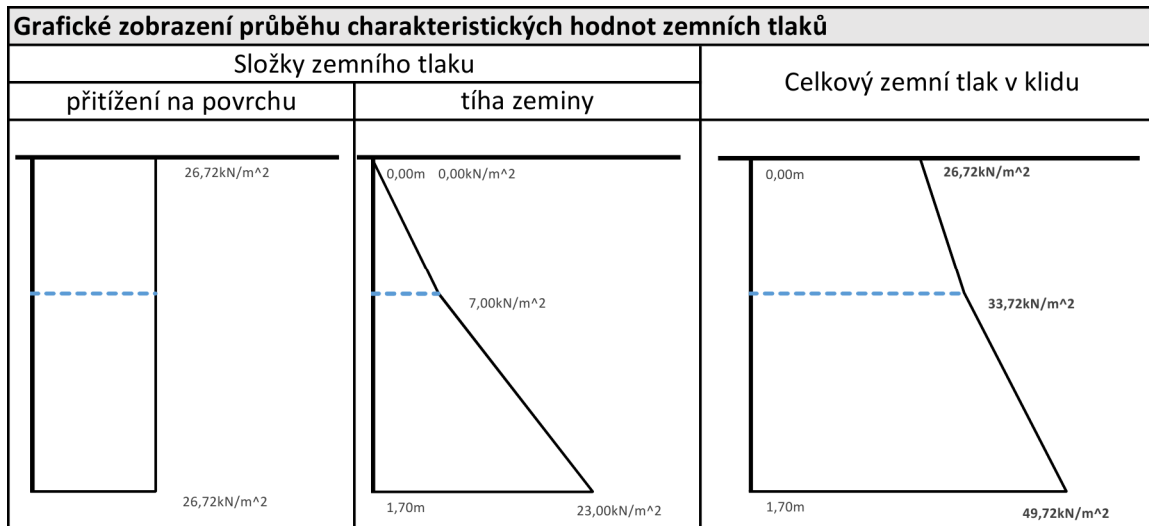 Grafické zobrazení průběhu charakteristických hodnot zemních tlaků
Složky zemního tlaku
Celkový zemní tlak v klidu
přitížení na povrchu
tíha zeminy
26,72kN/m^2
0,00m 0,00kN/m^2
0,00m
26,72kN/m^2
7,00kN/m^2
33,72kN/m^2
26,72kN/m^2
1,70m
23,00kN/m^2
1,70m
49,72kN/m^2